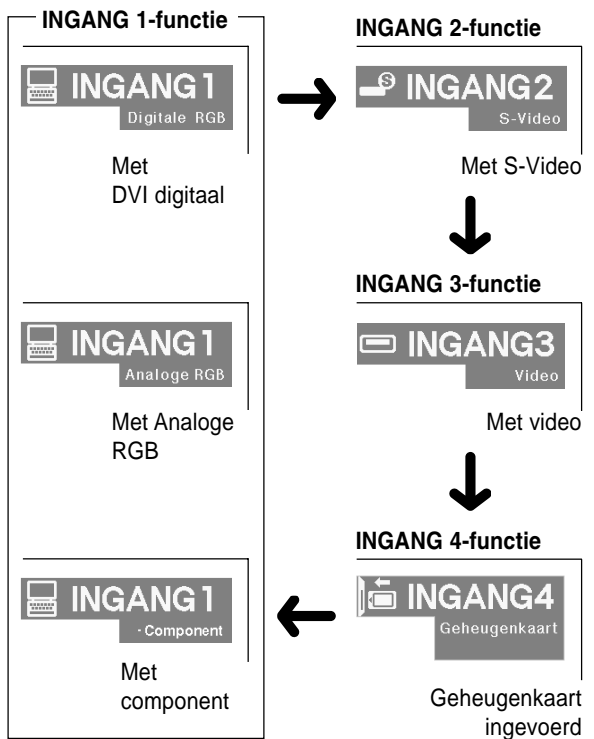 INGANG 1-functie
INGANG1
Digitale RGB
Met
DVI digitaal
INGANG1
Analoge RGB
Met Analoge
RGB
INGANG1
· Component
Met
component
INGANG 2-functie
S
INGANG2
S-Video
Met S-Video
INGANG 3-functie
INGANG3
Video
Met video
INGANG 4-functie
INGANG4
Geheugenkaart
Geheugenkaart
ingevoerd